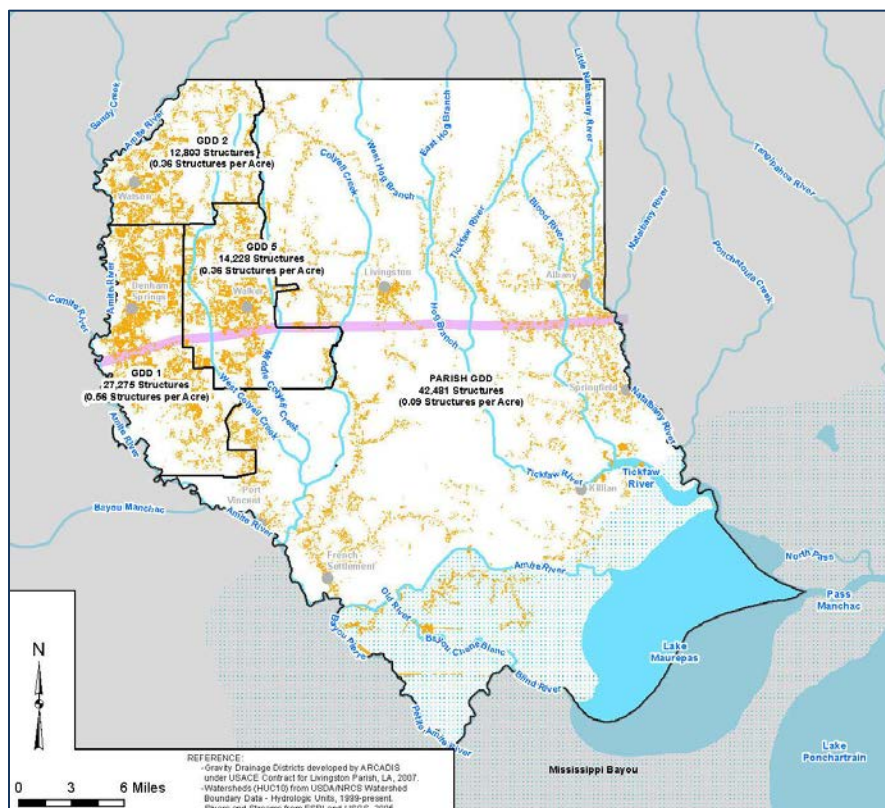 Sandy Creek
Amite River
GDD 2
12,803 Structures
(0.36 Structures per Acre)
Watson
Colyell Creek
West Hog Branch
East Hog Branch
Little Natalbany River
Tickfaw River
Blood River
Natalbany River
Tangipahoa River
Ponchatoula Creek
GDD 5
14,228 Structures
(0.36 Structures per Acre)
Amite River
Denham
Springs
Walker
Livingston
Albany
Comite River
Hog Branch
GDD 1
27,275 Structures
(0.56 Structures per Acre)
West Colyell Creek
Middle Colyell Creek
PARISH GDD
42,481 Structures
(0.09 Structures per Acre)
Springfield
Natalbany River
Amite River
Port
Vincent
Bayou Manchac
Amite River
Tickfaw River
Killian
Tickfaw
River
French
Settlement
Amite River
North Pass
Pass
Manchac
Old River
Bayou Chene Blanc
Blind River
Lake
Maurepas
Petite Amite River
Mississippi Bayou
Lake
Ponchartrain
N
0 3 6 Miles
REFERENCE:
-Gravity Drainage Districts developed by ARCADIS
under USACE Contract for Livingston Parish, LA, 2007.
-Watersheds (HUC10) from USDA/NRCS Watershed
Boundary Data - Hydrologic Units, 1999-present.